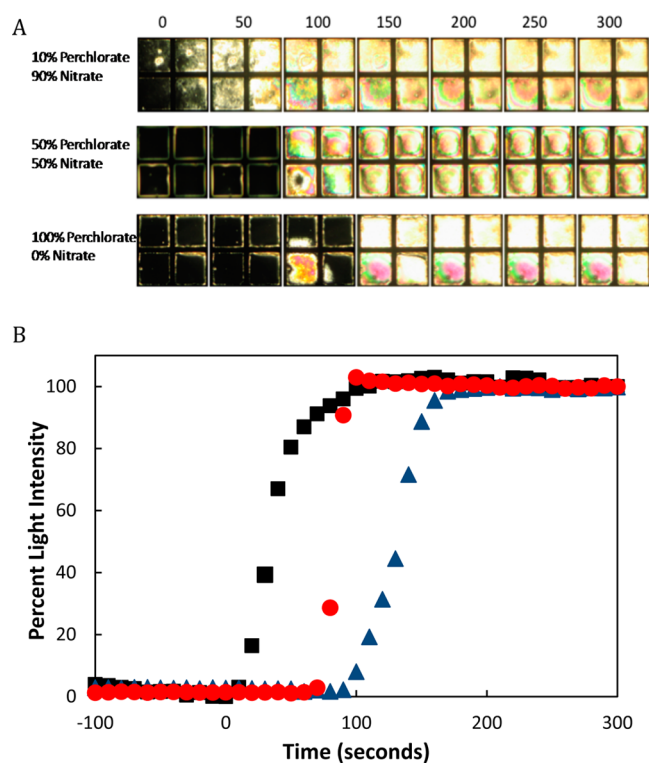 A
0 50 100 150 200 250 300
10% Perchlorate
90% Nitrate
50% Perchlorate
50% Nitrate
100% Perchlorate
0% Nitrate
B
100
80
60
40
20
0
-100 0 100 200 300
Percent Light Intensity
Time (seconds)